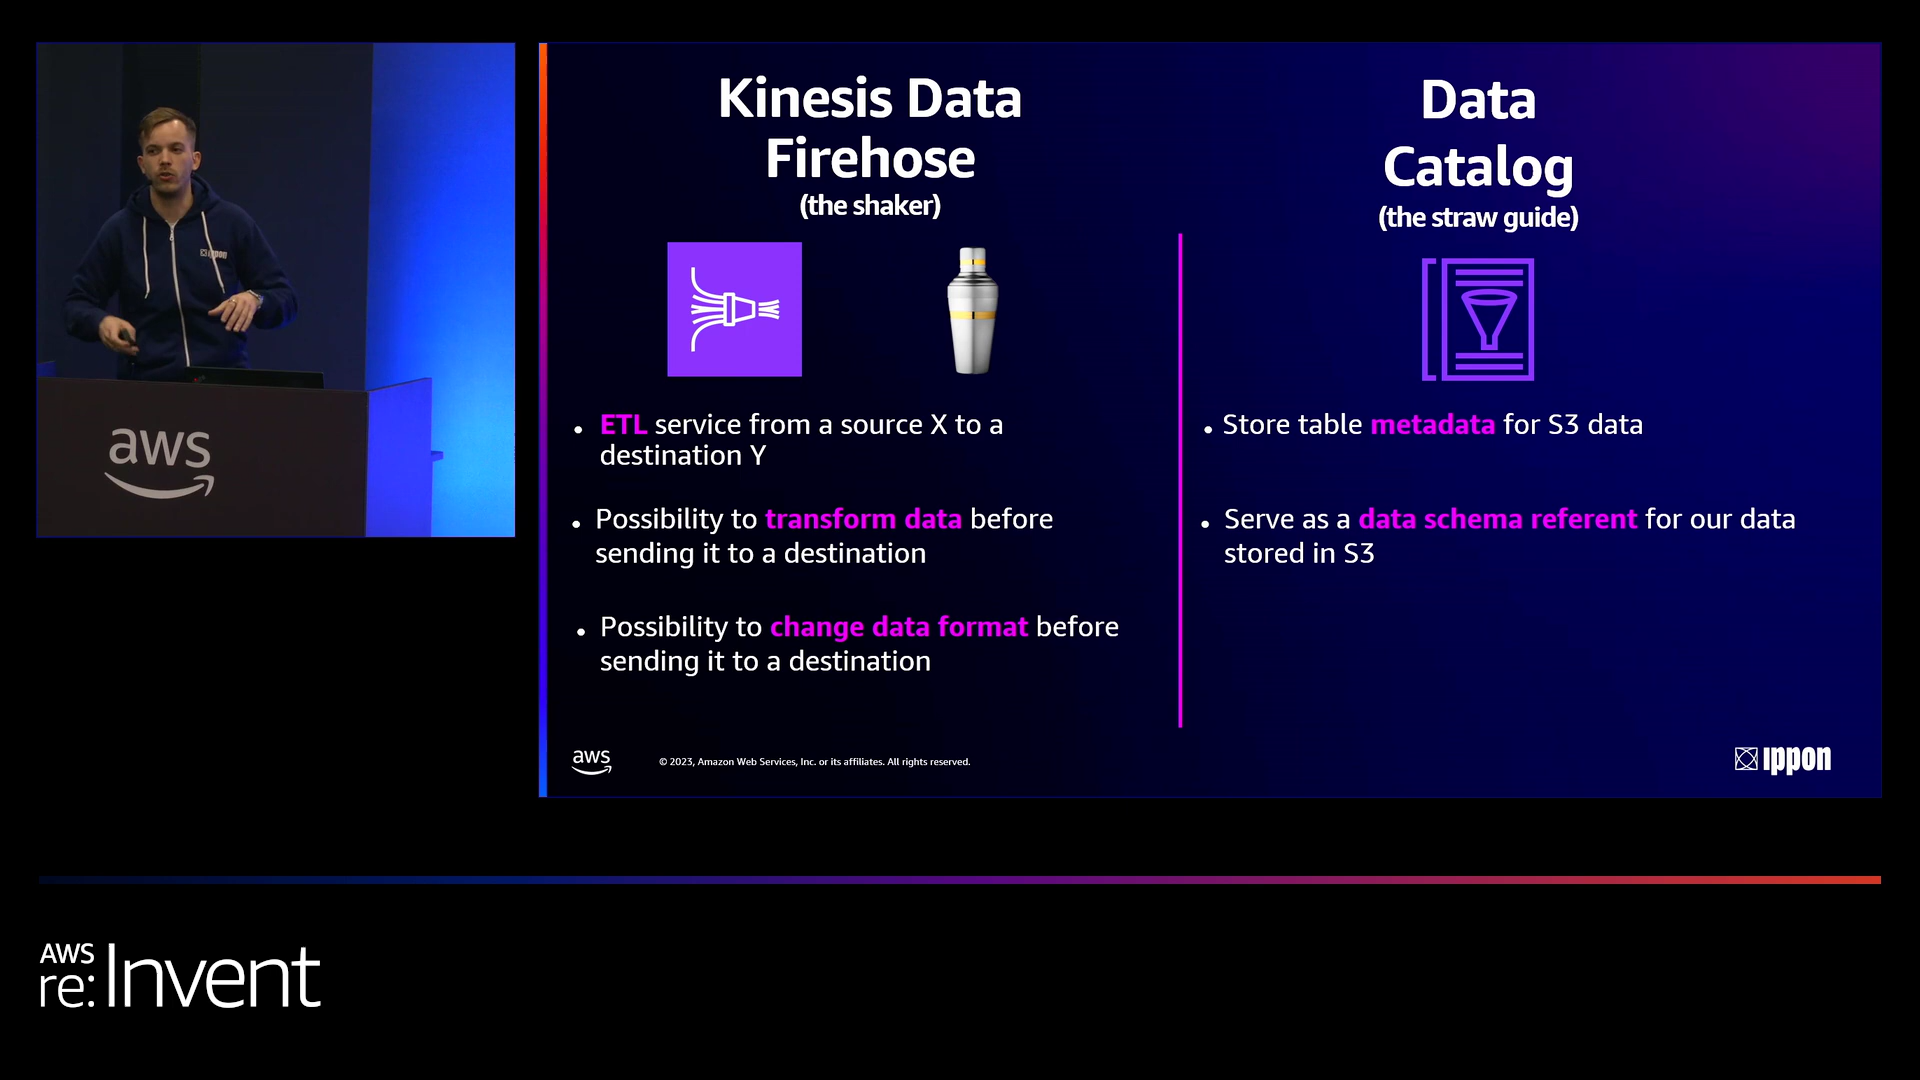 ippon
aws
Kinesis Data
Firehose
(the shaker)
• ETL service from a source X to a
destination Y
• Possibility to transform data before
sending it to a destination
• Possibility to change data format before
sending it to a destination
Data
Catalog
(the straw guide)
• Store table metadata for S3 data
• Serve as a data schema referent for our data
stored in S3
aws
© 2023, Amazon Web Services, Inc. or its affiliates. All rights reserved.
ippon
AWS
re:Invent